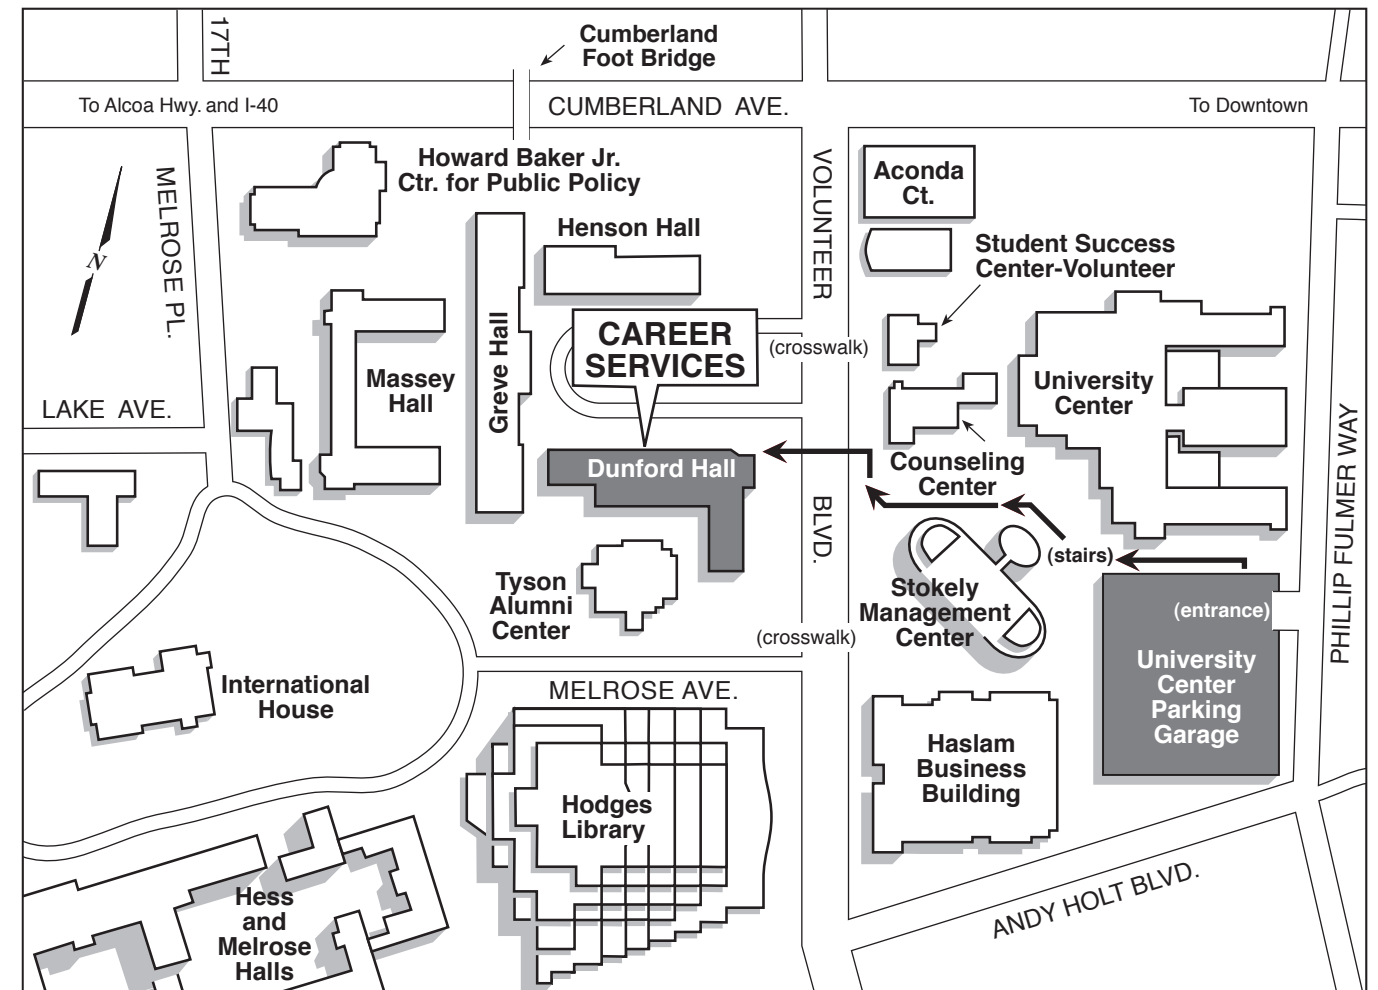 17TH
Cumberland
Foot Bridge
To Alcoa Hwy. and I-40
CUMBERLAND AVE.
To Downtown
MELROSE PL.
N
Howard Baker Jr.
Ctr. for Public Policy
VOLUNTEER
Aconda
Ct.
Henson Hall
Student Success
Center-Volunteer
CAREER
SERVICES
(crosswalk)
Greve Hall
Massey
Hall
University
Center
LAKE AVE.
PHILLIP FULMER WAY
Dunford Hall
Counseling
Center
BLVD.
(stairs)
Tyson
Alumni
Center
Stokely
Management
Center
(entrance)
(crosswalk)
University
Center
Parking
Garage
International
House
MELROSE AVE.
Haslam
Business
Building
Hodges
Library
ANDY HOLT BLVD.
Hess
and
Melrose
Halls